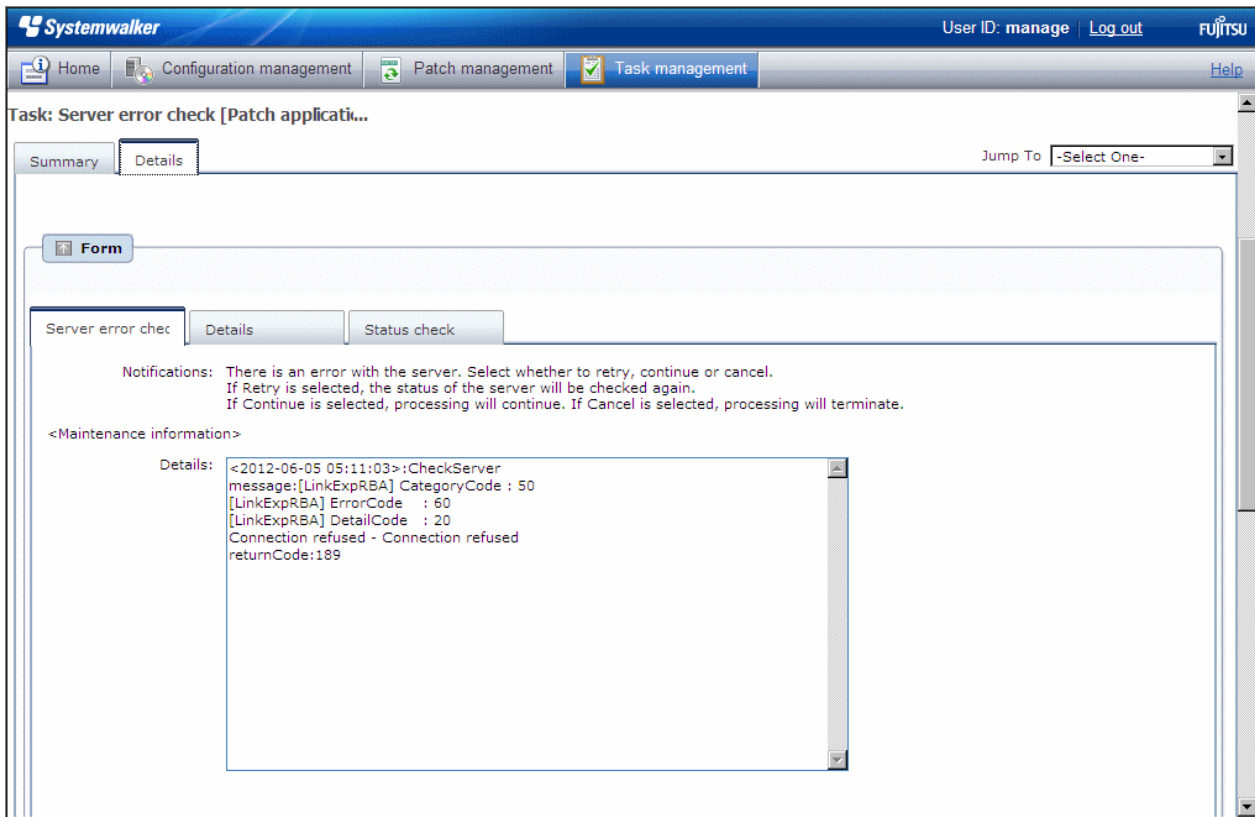 Systemwalker
User ID: manage | Log out
FUJITSU
Home
Configuration management
Patch management
Task management
Help
Task: Server error check [Patch applicatio...
Summary
Details
Jump To
-Select One-
Form
Server error chec
Details
Status check
Notifications: There is an error with the server. Select whether to retry, continue or cancel.
If Retry is selected, the status of the server will be checked again.
If Continue is selected, processing will continue. If Cancel is selected, processing will terminate.
<Maintenance information>
Details:
<2012-06-05 05:11:03>:CheckServer
message:[LinkExpRBA] CategoryCode : 50
[LinkExpRBA] ErrorCode : 60
[LinkExpRBA] DetailCode : 20
Connection refused - Connection refused
returnCode:189